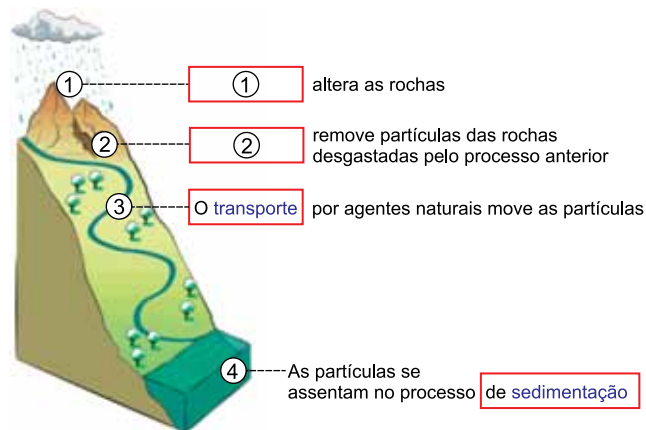 ① ① altera as rochas
② ② remove partículas das rochas
desgastadas pelo processo anterior
③ O transporte por agentes naturais move as partículas
④ As partículas se
assentam no processo de sedimentação